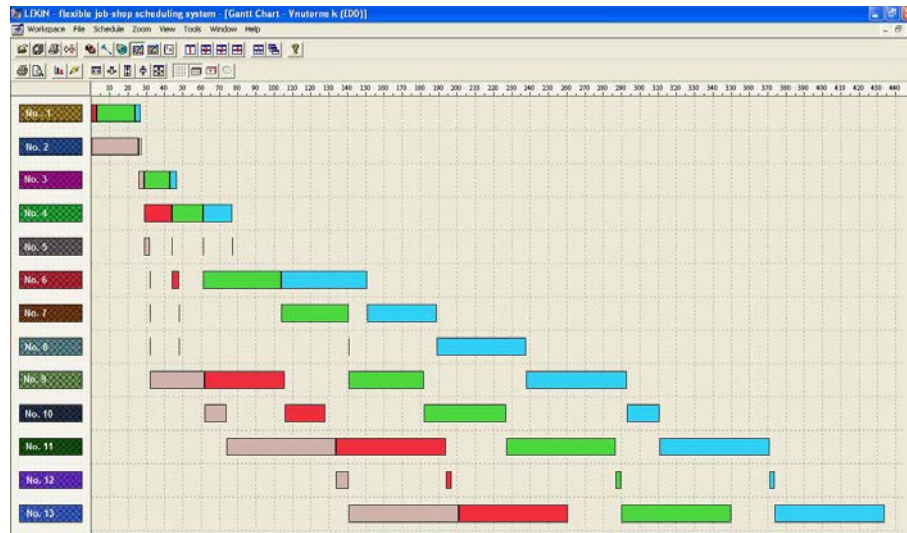 LEKIN - flexible job-shop scheduling system - [Gantt Chart - Vnuterne k (EDD)]
Workspace File Schedule Zoom View Tools Window Help
10 20 30 40 50 60 70 80 90 100 110 120 130 140 150 160 170 180 190 200 210 220 230 240 250 260 270 280 290 300 310 320 330 340 350 360 370 380 390 400 410 420 430 440
No. 1
No. 2
No. 3
No. 4
No. 5
No. 6
No. 7
No. 8
No. 9
No. 10
No. 11
No. 12
No. 13